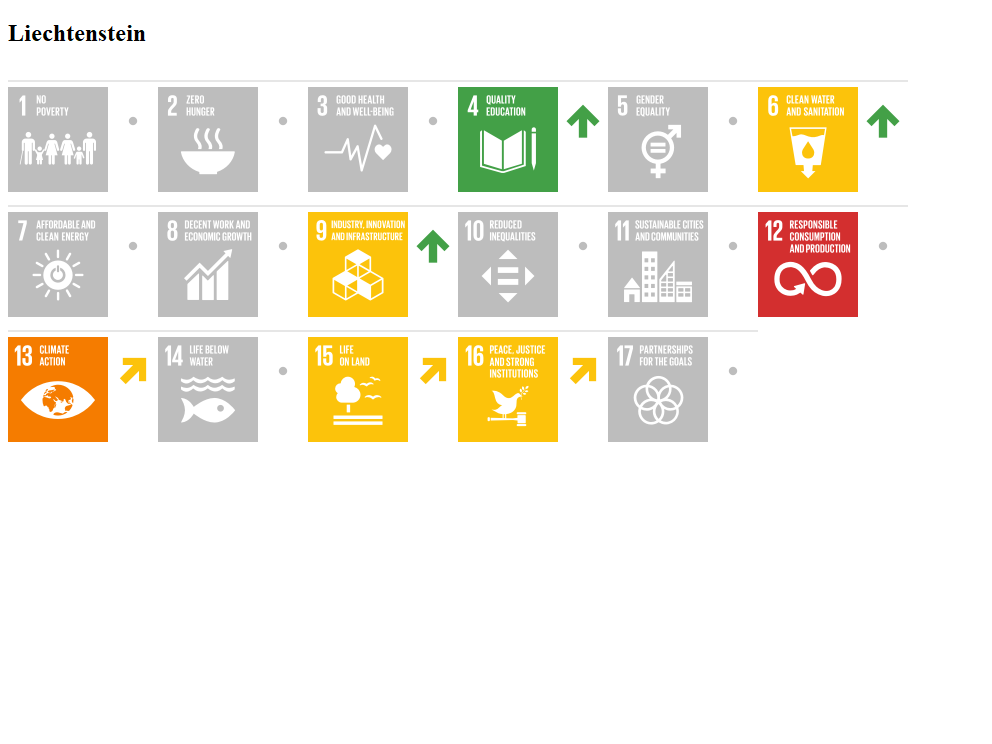 Liechtenstein
1 NO
POVERTY
2 ZERO
HUNGER
3 GOOD HEALTH
AND WELL-BEING
4 QUALITY
EDUCATION
5 GENDER
EQUALITY
6 CLEAN WATER
AND SANITATION
7 AFFORDABLE AND
CLEAN ENERGY
8 DECENT WORK AND
ECONOMIC GROWTH
9 INDUSTRY, INNOVATION
AND INFRASTRUCTURE
10 REDUCED
INEQUALITIES
11 SUSTAINABLE CITIES
AND COMMUNITIES
12 RESPONSIBLE
CONSUMPTION
AND PRODUCTION
13 CLIMATE
ACTION
14 LIFE BELOW
WATER
15 LIFE
ON LAND
16 PEACE, JUSTICE
AND STRONG
INSTITUTIONS
17 PARTNERSHIPS
FOR THE GOALS